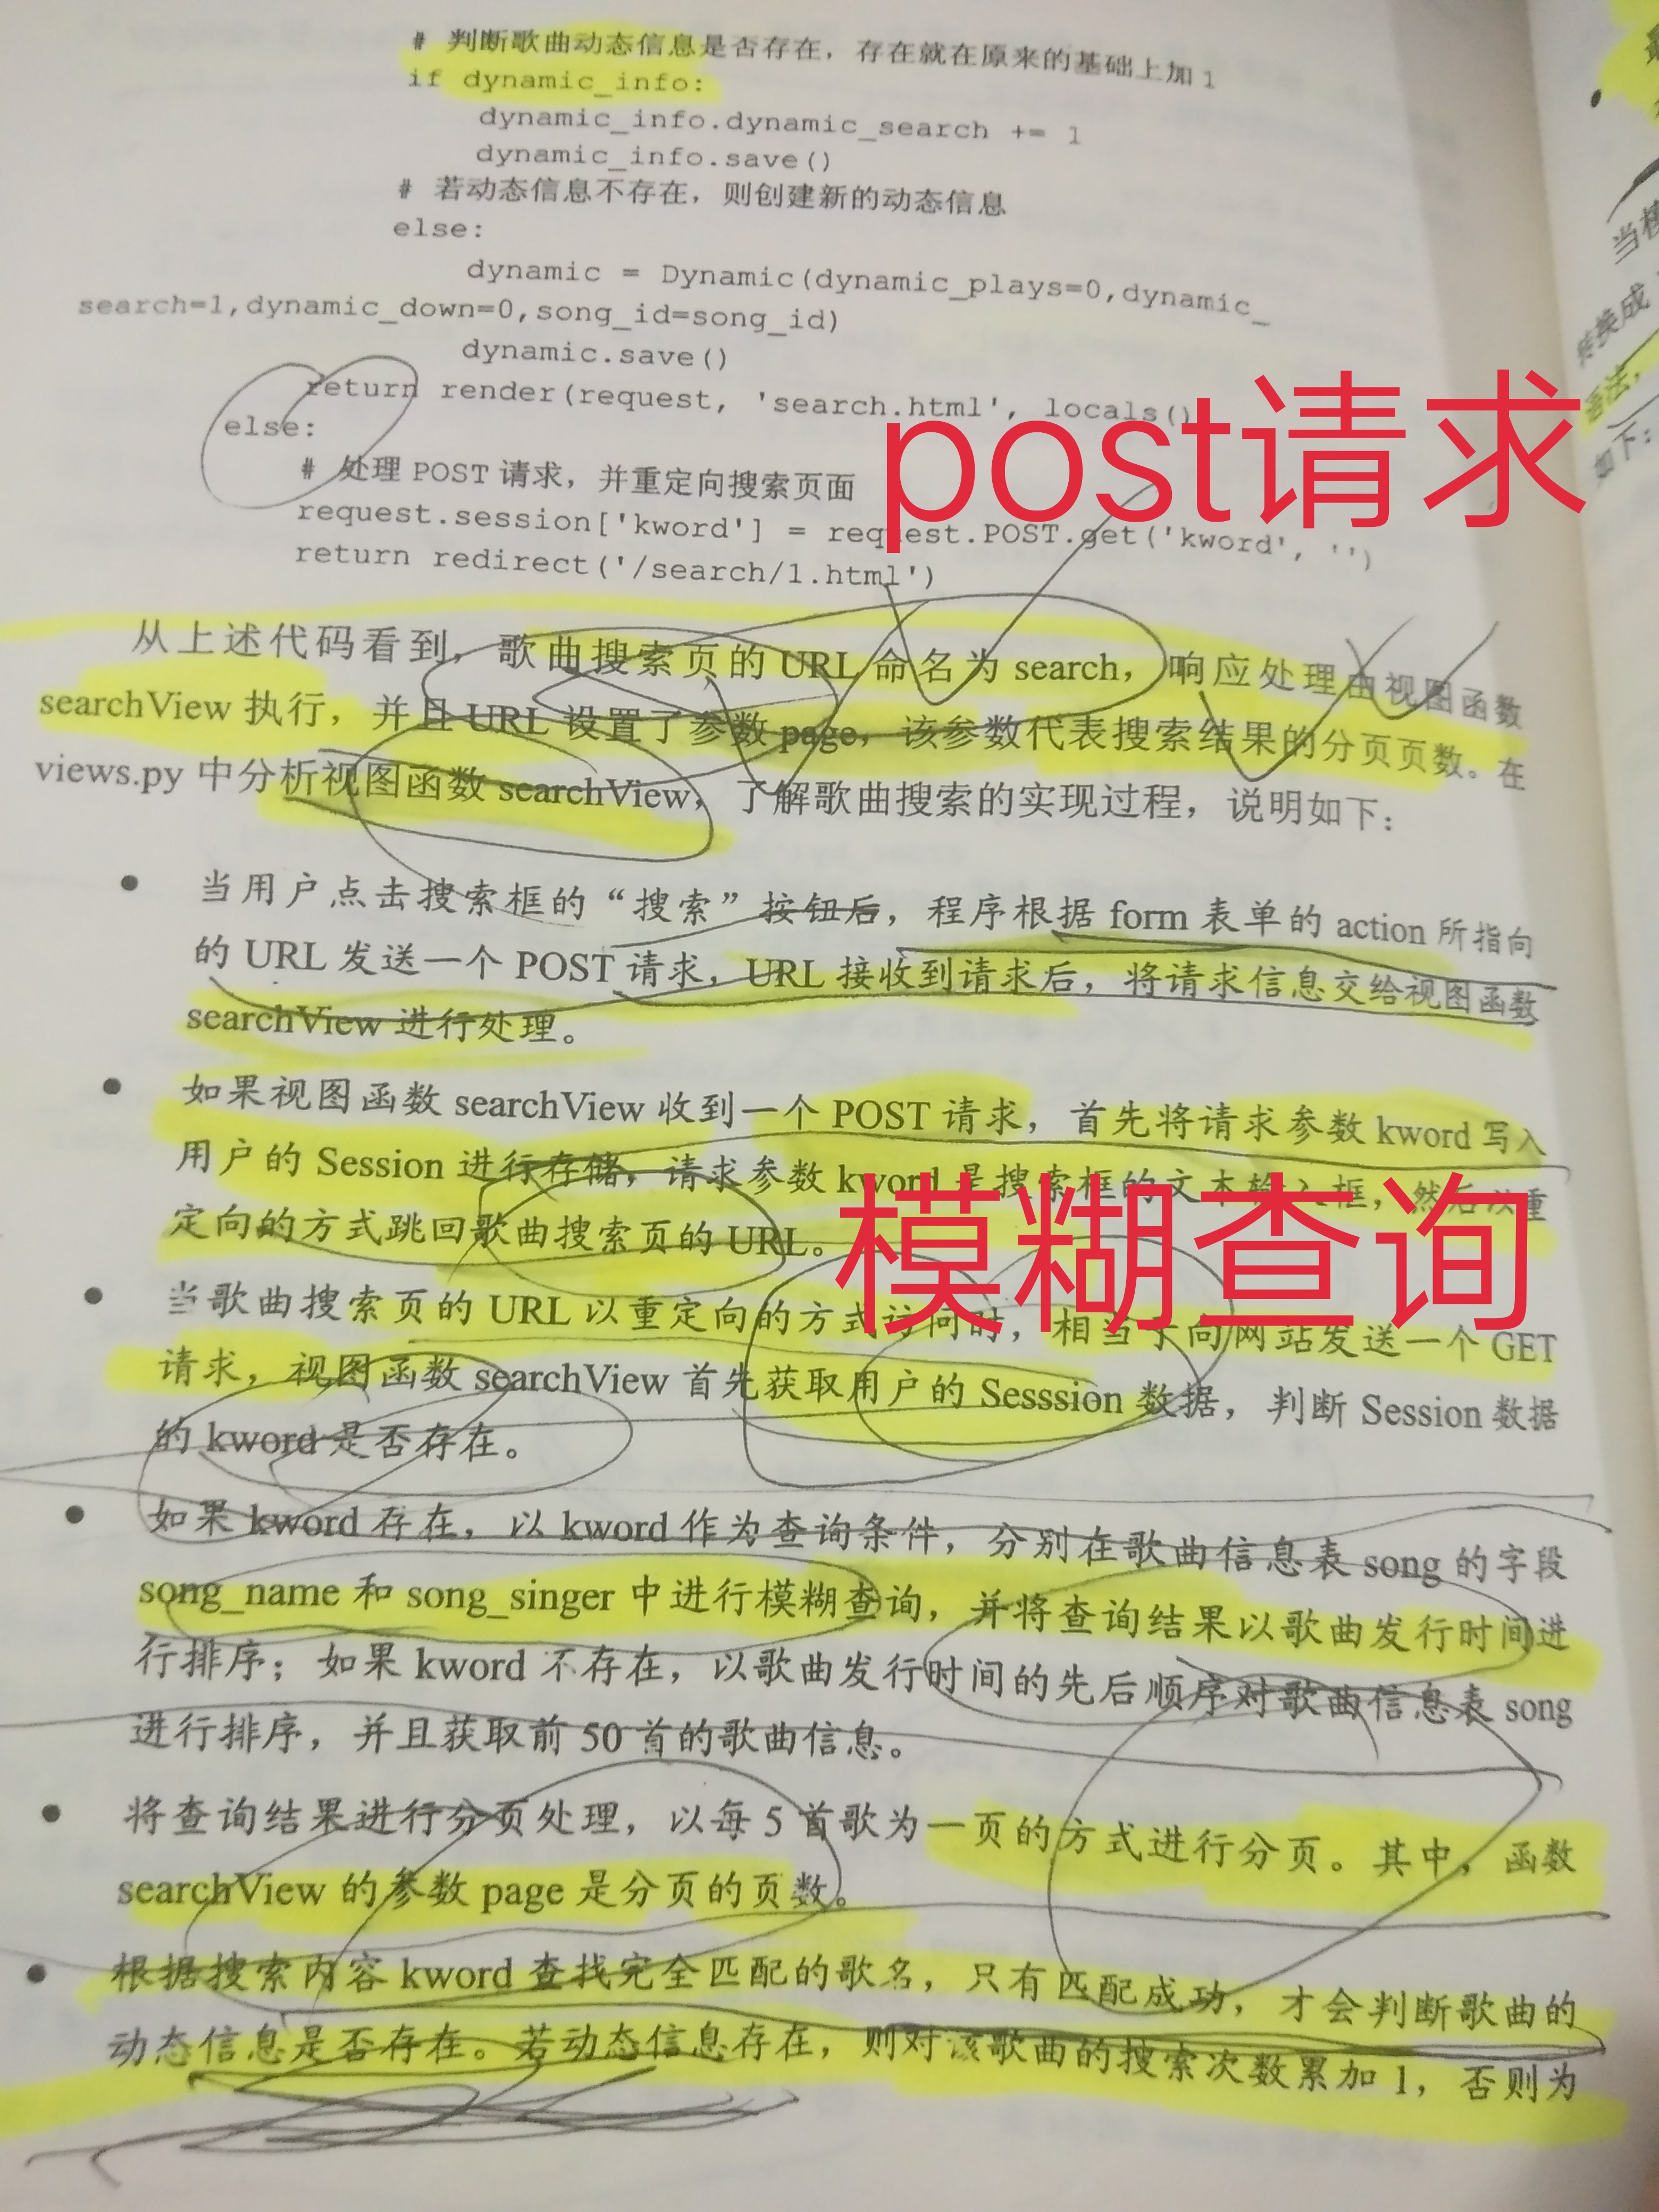 # 判断歌曲动态信息是否存在，存在就在原来的基础上加 1
if dynamic_info:
dynamic_info.dynamic_search += 1
dynamic_info.save()
# 若动态信息不存在，则创建新的动态信息
else:
dynamic = Dynamic(dynamic_plays=0,dynamic_
search=1,dynamic_down=0,song_id=song_id)
dynamic.save()
return render(request, 'search.html', locals()
post请求
else:
# 处理 POST 请求，并重定向搜索页面
request.session['kword'] = request.POST.get('kword', '')
return redirect('/search/1.html')
从上述代码看到，歌曲搜索页的 URL 命名为 search，响应处理由视图函数
searchView 执行，并且 URL 设置了参数 page，该参数代表搜索结果的分页页数。在
views.py 中分析视图函数 searchView，了解歌曲搜索的实现过程，说明如下：
● 当用户点击搜索框的“搜索”按钮后，程序根据 form 表单的 action 所指向
的 URL 发送一个 POST 请求，URL 接收到请求后，将请求信息交给视图函数
searchView 进行处理。
● 如果视图函数 searchView 收到一个 POST 请求，首先将请求参数 kword 写入
用户的 Session 进行存储，请求参数 kword 是搜索框的文本输入框，然后以重
定向的方式跳回歌曲搜索页的 URL。
模糊查询
● 当歌曲搜索页的 URL 以重定向的方式访问时，相当于向网站发送一个 GET
请求，视图函数 searchView 首先获取用户的 Sesssion 数据，判断 Session 数据
的 kword 是否存在。
● 如果 kword 存在，以 kword 作为查询条件，分别在歌曲信息表 song 的字段
song_name 和 song_singer 中进行模糊查询，并将查询结果以歌曲发行时间进
行排序；如果 kword 不存在，以歌曲发行时间的先后顺序对歌曲信息表 song
进行排序，并且获取前 50 首的歌曲信息。
● 将查询结果进行分页处理，以每 5 首歌为一页的方式进行分页。其中，函数
searchView 的参数 page 是分页的页数。
● 根据搜索内容 kword 查找完全匹配的歌名，只有匹配成功，才会判断歌曲的
动态信息是否存在。若动态信息存在，则对该歌曲的搜索次数累加 1，否则为
转换成
语法，
如下：